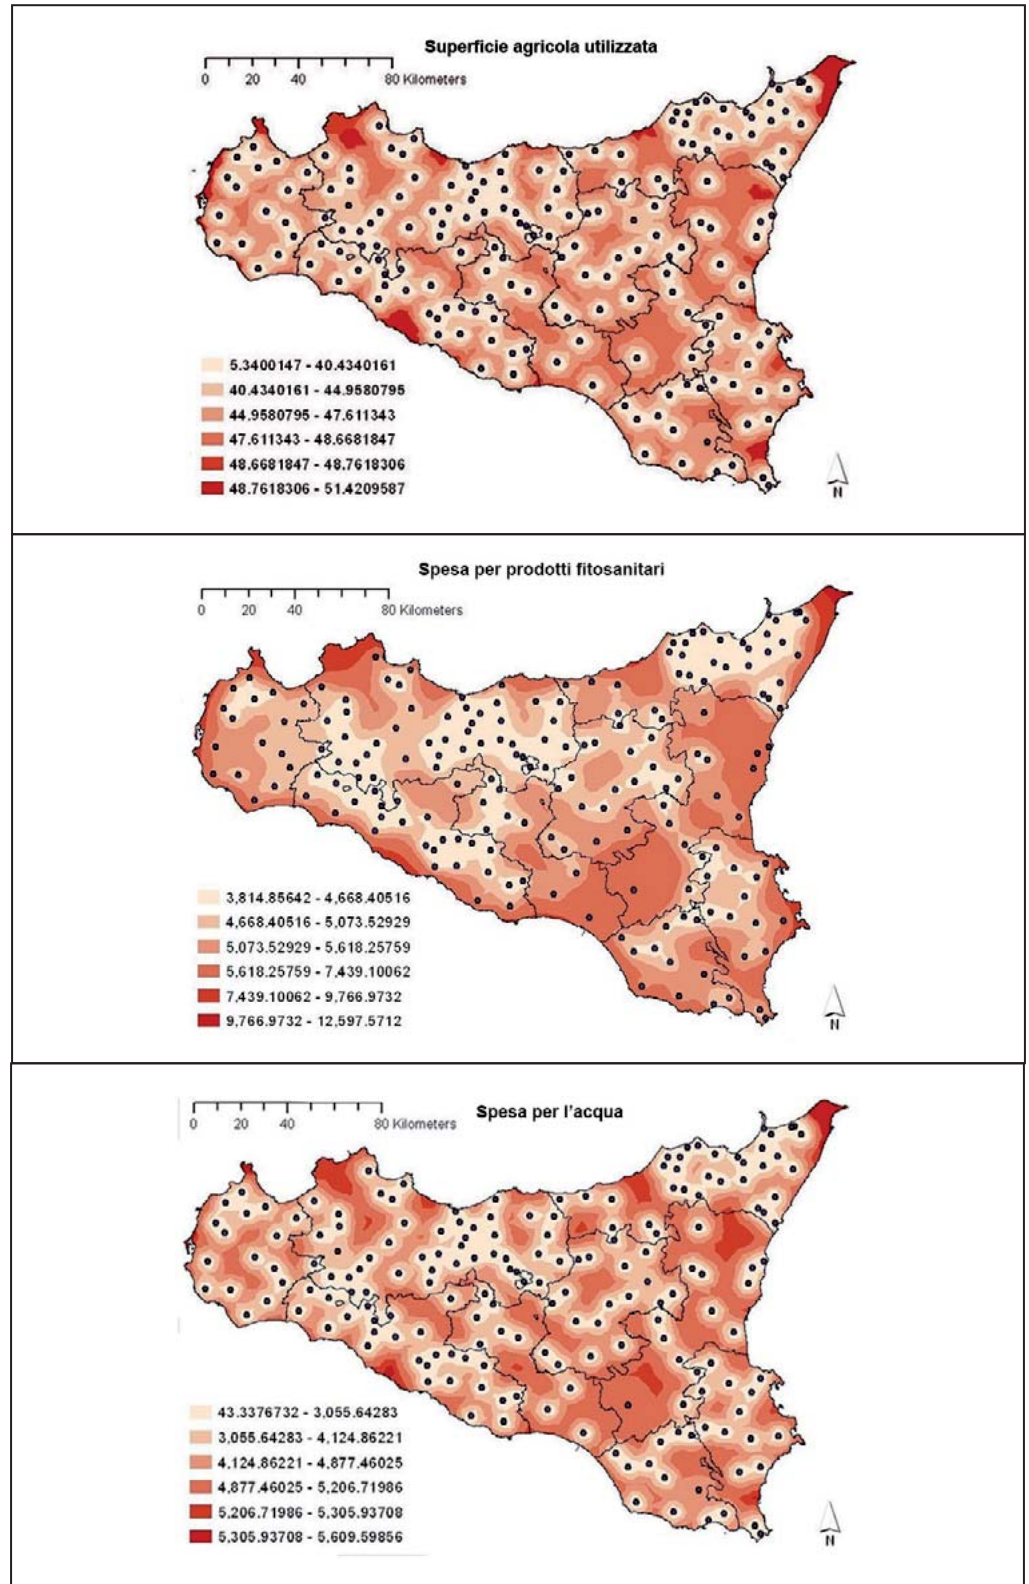 Superficie agricola utilizzata
0 20 40 80 Kilometers
5.3400147 - 40.4340161
40.4340161 - 44.9580795
44.9580795 - 47.611343
47.611343 - 48.6681847
48.6681847 - 48.7618306
48.7618306 - 51.4209587
N
Spesa per prodotti fitosanitari
0 20 40 80 Kilometers
3,814.85642 - 4,668.40516
4,668.40516 - 5,073.52929
5,073.52929 - 5,618.25759
5,618.25759 - 7,439.10062
7,439.10062 - 9,766.9732
9,766.9732 - 12,597.5712
N
Spesa per l'acqua
0 20 40 80 Kilometers
43.3376732 - 3,055.64283
3,055.64283 - 4,124.86221
4,124.86221 - 4,877.46025
4,877.46025 - 5,206.71986
5,206.71986 - 5,305.93708
5,305.93708 - 5,609.59856
N